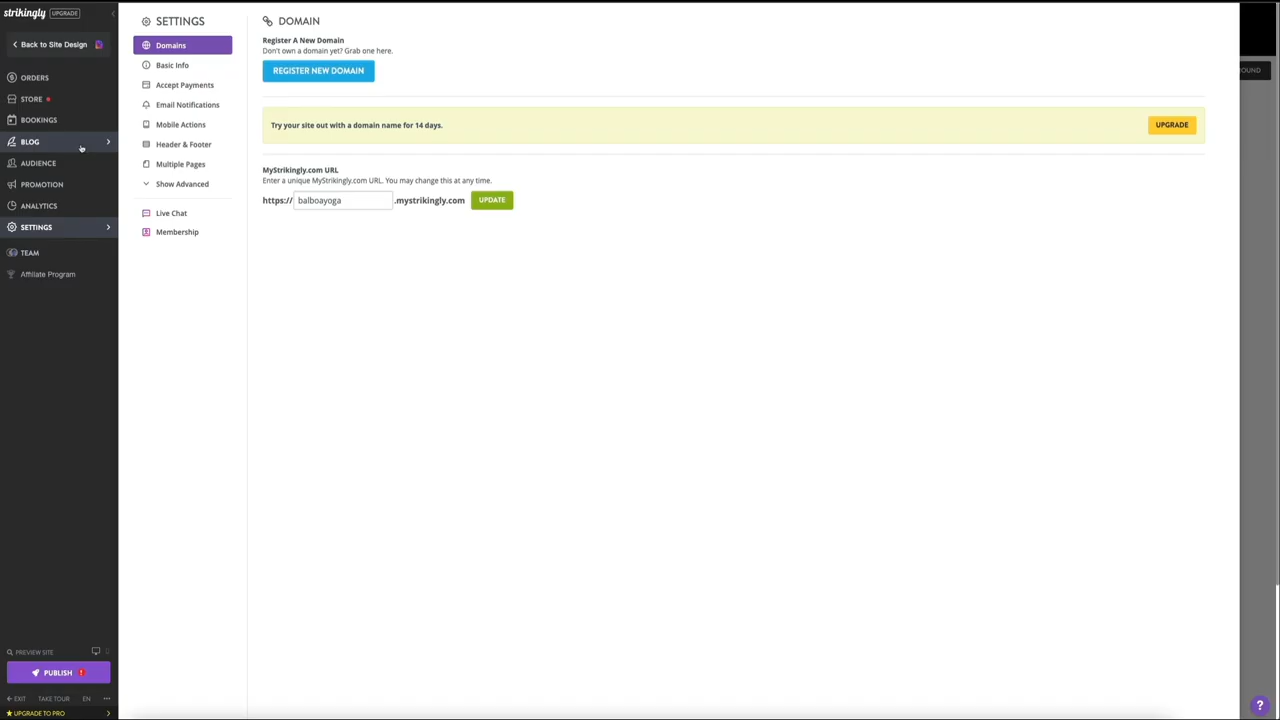 strikingly UPGRADE
Back to Site Design
ORDERS
STORE
BOOKINGS
BLOG
AUDIENCE
PROMOTION
ANALYTICS
SETTINGS
TEAM
Affiliate Program
PREVIEW SITE
PUBLISH
EXIT TAKE TOUR EN ...
UPGRADE TO PRO
SETTINGS
Domains
Basic Info
Accept Payments
Email Notifications
Mobile Actions
Header & Footer
Multiple Pages
Show Advanced
Live Chat
Membership
DOMAIN
Register A New Domain
Don't own a domain yet? Grab one here.
REGISTER NEW DOMAIN
Try your site out with a domain name for 14 days.
UPGRADE
MyStrikingly.com URL
Enter a unique MyStrikingly.com URL. You may change this at any time.
https:// balboayoga .mystrikingly.com UPDATE
OUND
?